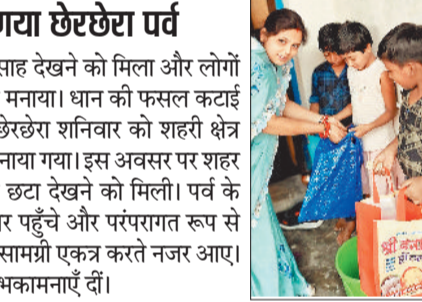 गया छेरछेरा पर्व
साह देखने को मिला और लोगों
मनाया। धान की फसल कटाई
छेरछेरा शनिवार को शहरी क्षेत्र
नाया गया। इस अवसर पर शहर
छटा देखने को मिली। पर्व के
र पहुँचे और परंपरागत रूप से
सामग्री एकत्र करते नजर आए।
भकामनाएँ दीं।
श्री